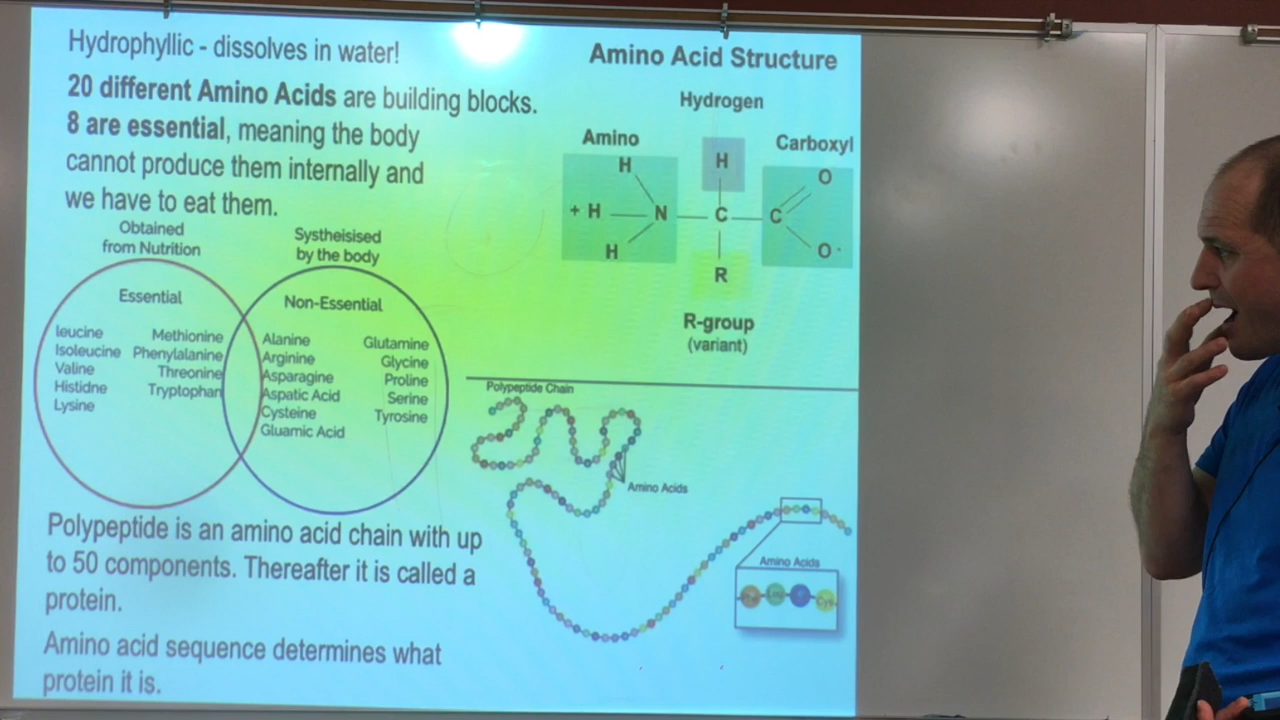 Hydrophyllic - dissolves in water!
20 different Amino Acids are building blocks.
8 are essential, meaning the body
cannot produce them internally and
we have to eat them.
Obtained
from Nutrition
Systheisised
by the body
Essential
leucine
Isoleucine
Valine
Histidne
Lysine
Methionine
Phenylalanine
Threonine
Tryptophan
Non-Essential
Alanine
Arginine
Asparagine
Aspatic Acid
Cysteine
Gluamic Acid
Glutamine
Glycine
Proline
Serine
Tyrosine
Polypeptide is an amino acid chain with up
to 50 components. Thereafter it is called a
protein.
Amino acid sequence determines what
protein it is.
Amino Acid Structure
Hydrogen
Amino
Carboxyl
H H O
+ H N C C
H O
R
R-group
(variant)
Polypeptide Chain
Amino Acids
Amino Acids
Leu Cys